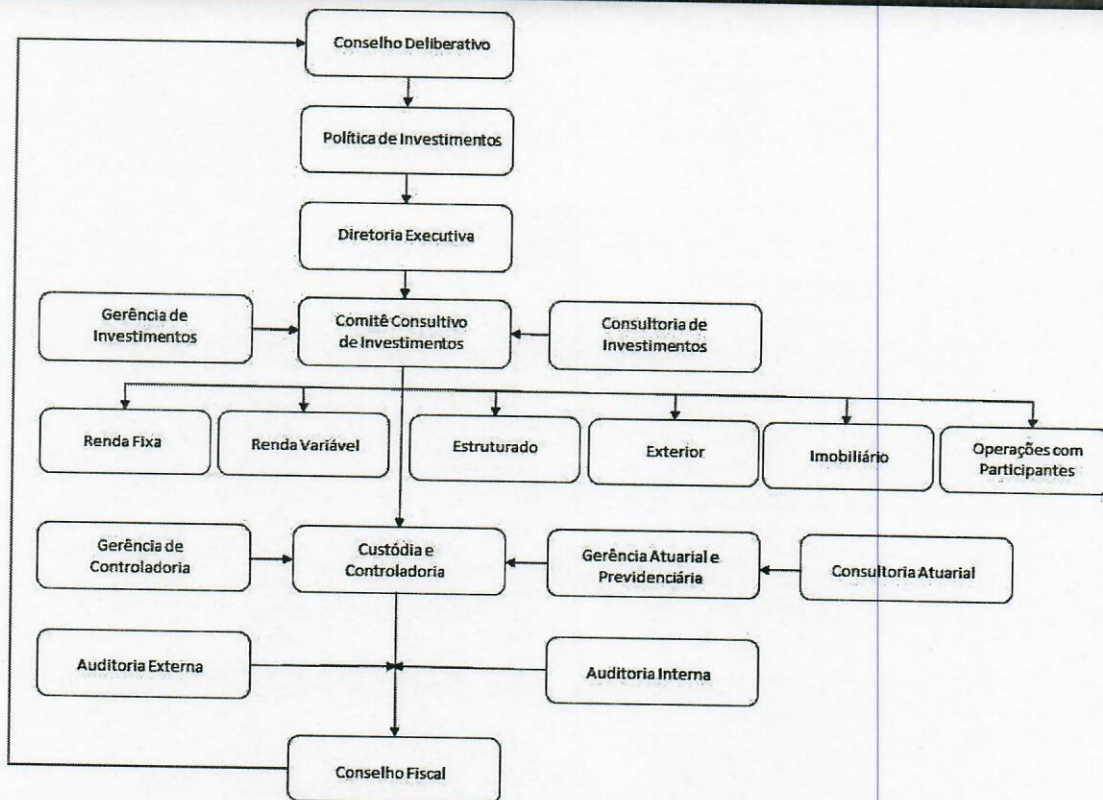 Conselho Deliberativo
Política de Investimentos
Diretoria Executiva
Gerência de
Investimentos
Comitê Consultivo
de Investimentos
Consultoria de
Investimentos
Renda Fixa
Renda Variável
Estruturado
Exterior
Imobiliário
Operações com
Participantes
Gerência de
Controladoria
Custódia e
Controladoria
Gerência Atuarial e
Previdenciária
Consultoria Atuarial
Auditoria Externa
Auditoria Interna
Conselho Fiscal